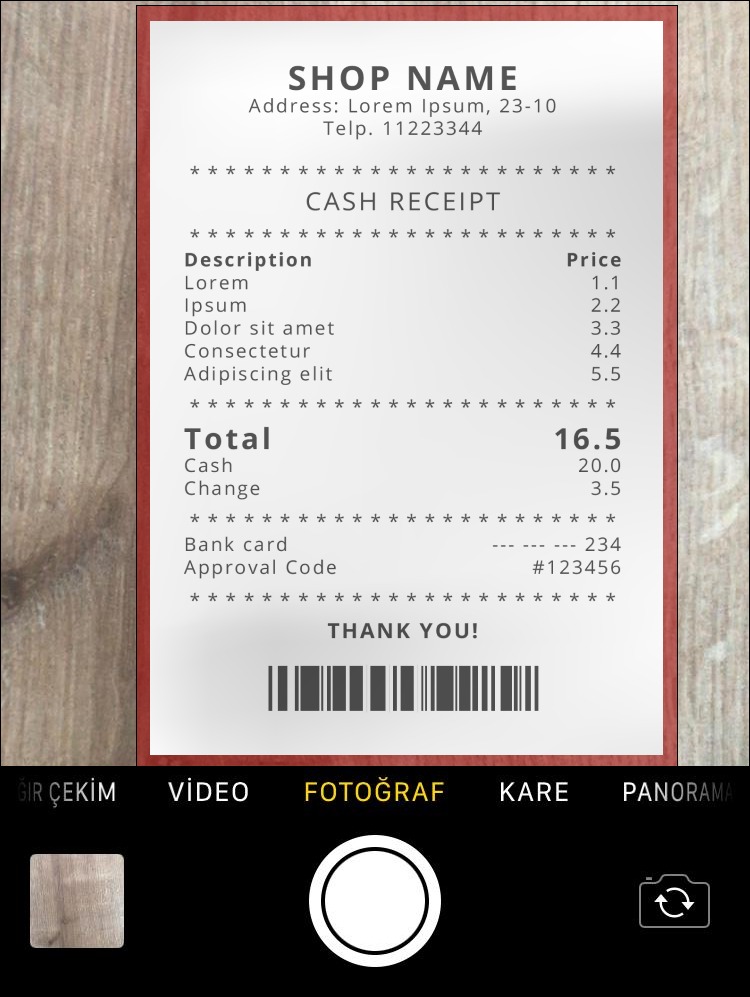 SHOP NAME
Address: Lorem Ipsum, 23-10
Telp. 11223344
* * * * * * * * * * * * * * * * * * * * * * * *
CASH RECEIPT
* * * * * * * * * * * * * * * * * * * * * * * *
Description Price
Lorem 1.1
Ipsum 2.2
Dolor sit amet 3.3
Consectetur 4.4
Adipiscing elit 5.5
* * * * * * * * * * * * * * * * * * * * * * * *
Total 16.5
Cash 20.0
Change 3.5
* * * * * * * * * * * * * * * * * * * * * * * *
Bank card --- --- --- 234
Approval Code #123456
* * * * * * * * * * * * * * * * * * * * * * * *
THANK YOU!
ĞIR ÇEKİM VİDEO FOTOĞRAF KARE PANORAMA